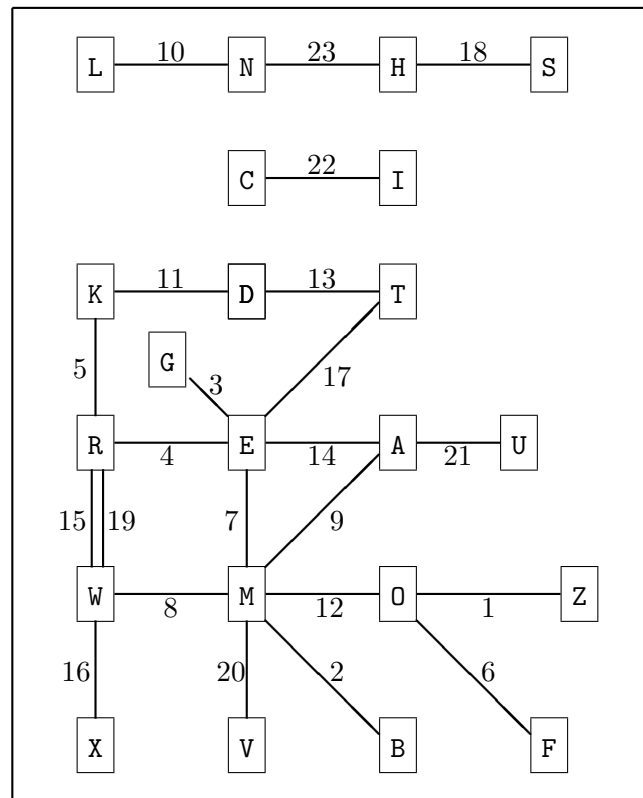 L 10 N 23 H 18 S
C 22 I
K 11 D 13 T
G
5 3 17
R 4 E 14 A 21 U
15 19 7 9
W 8 M 12 O 1 Z
16 20 2 6
X V B F